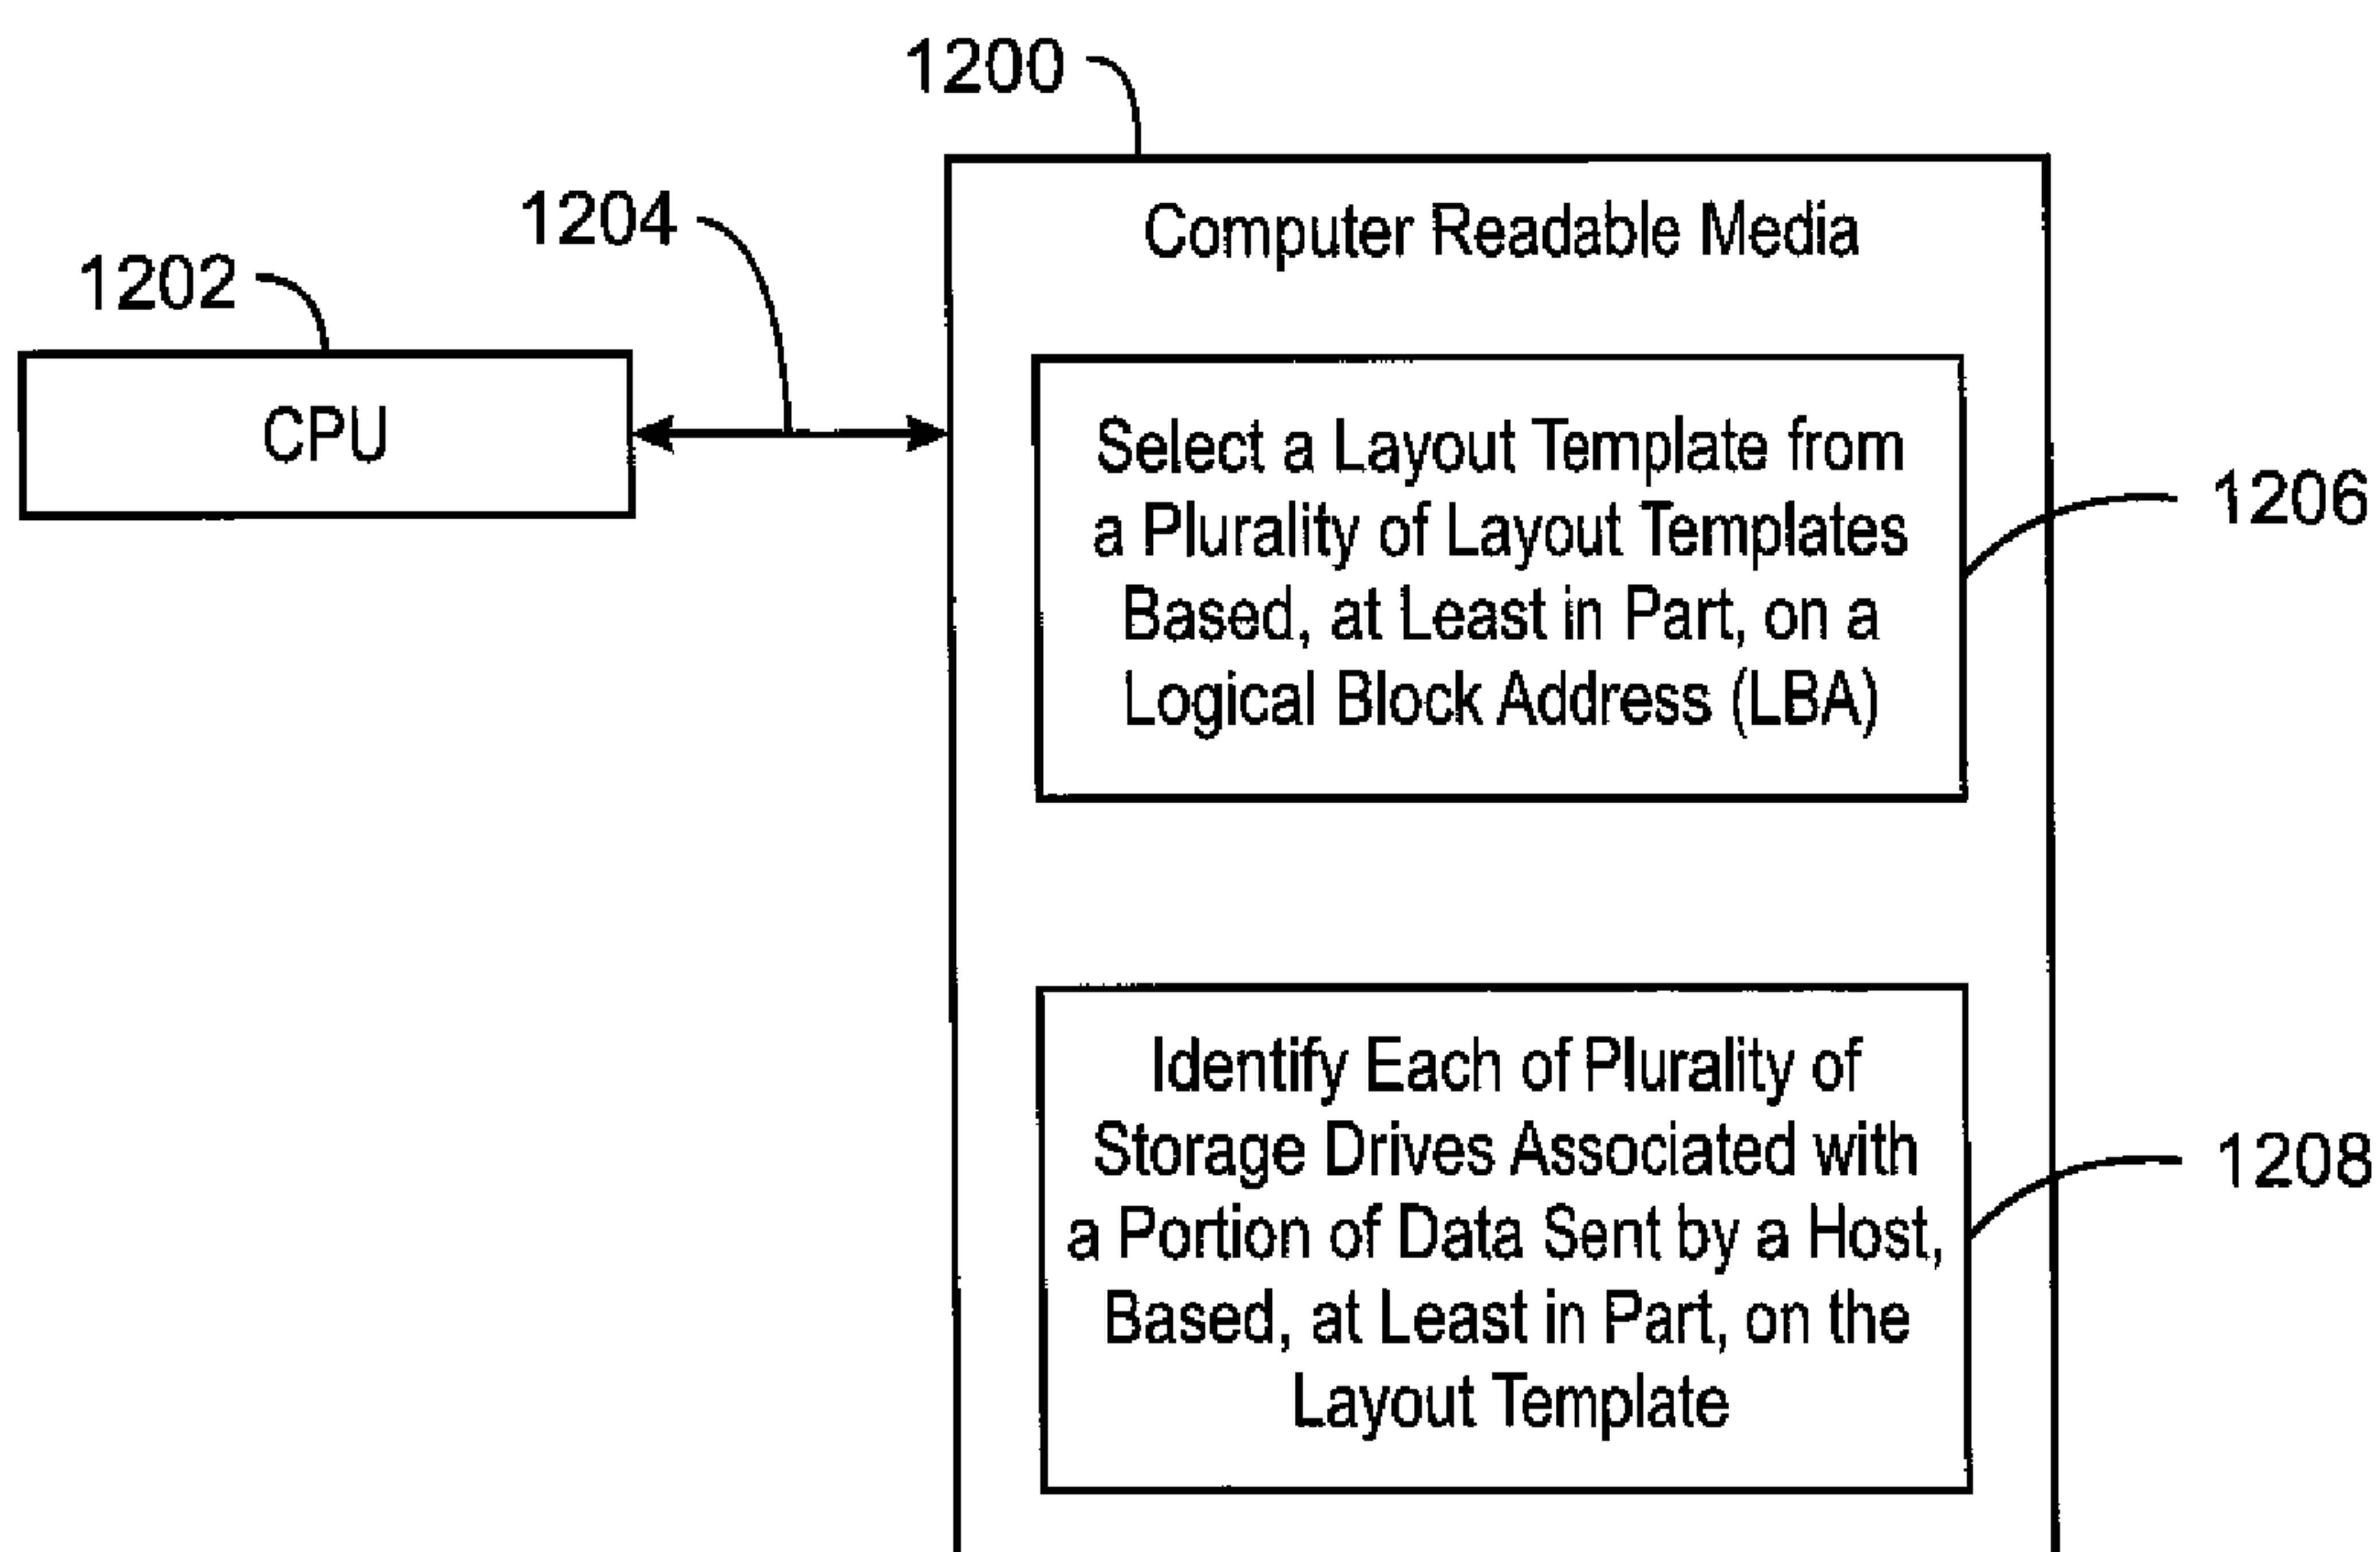 1200
1204
1202
Computer Readable Media
CPU
Select a Layout Template from
a Plurality of Layout Templates
Based, at Least in Part, on a
Logical Block Address (LBA)
1206
Identify Each of Plurality of
Storage Drives Associated with
a Portion of Data Sent by a Host,
Based, at Least in Part, on the
Layout Template
1208